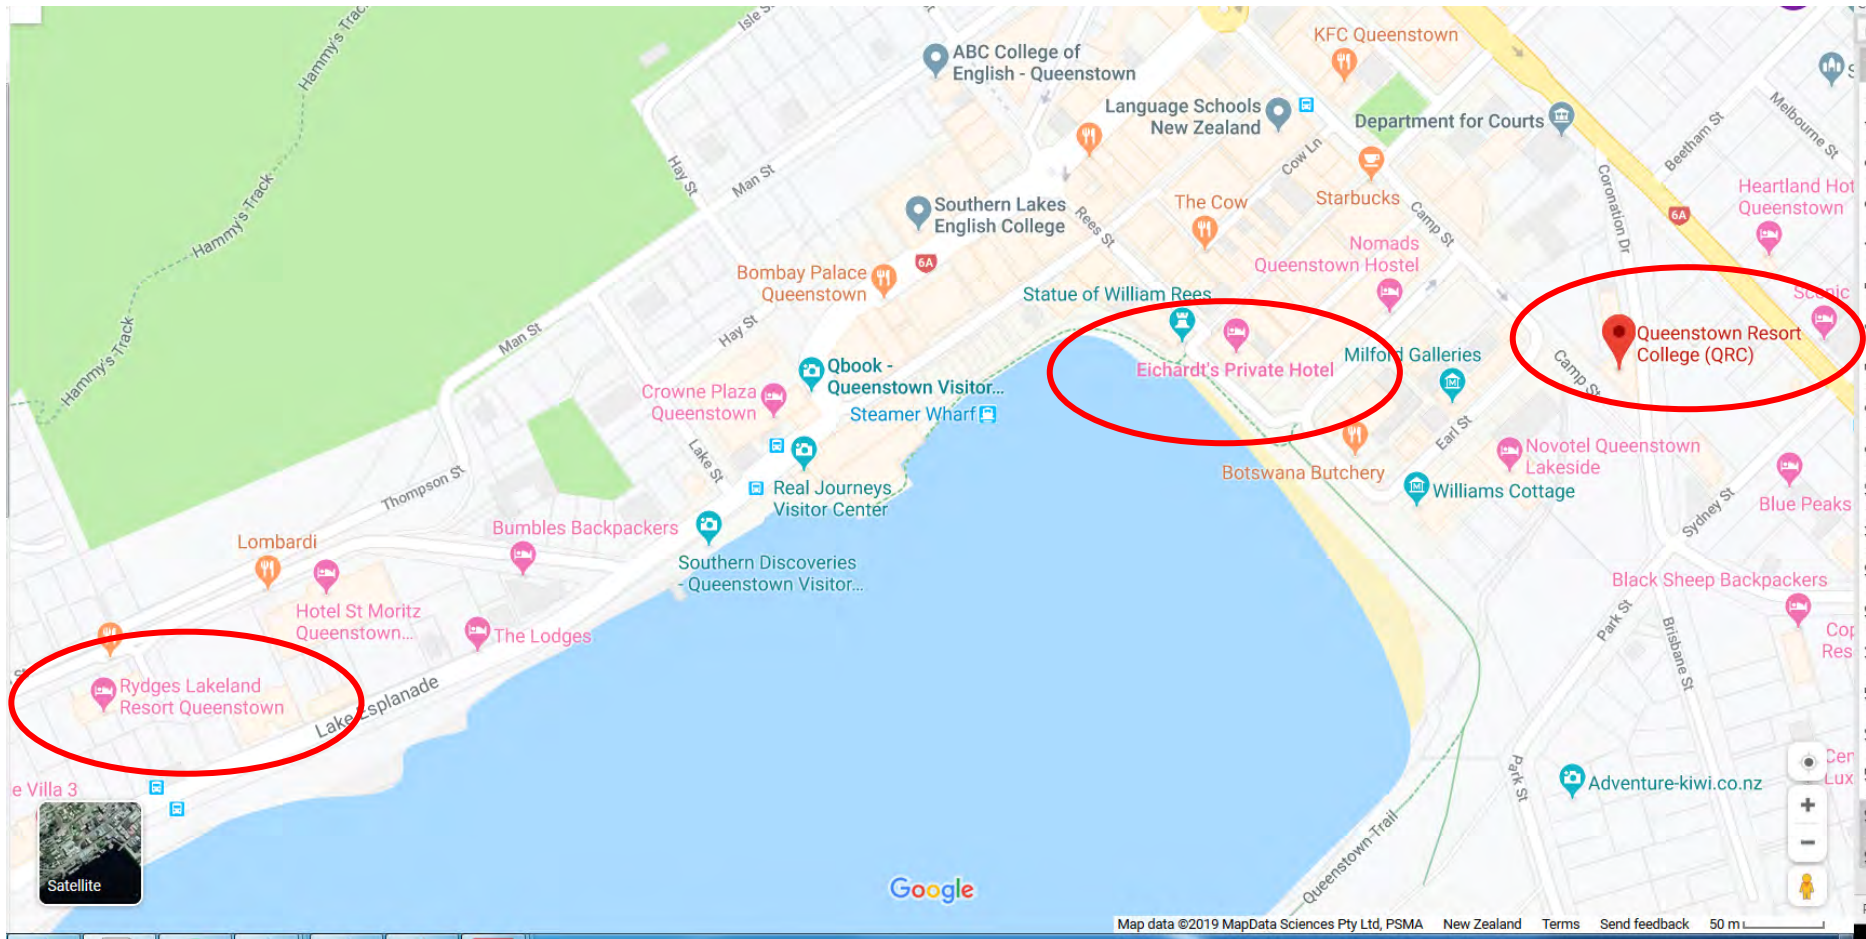 Isle S
Hammy's Track
ABC College of
English - Queenstown
KFC Queenstown
Language Schools
New Zealand
Department for Courts
Melbourne St
Beetham St
Hay St
Man St
Cow Ln
Starbucks
Coronation Dr
Heartland Hot
Queenstown
6A
Hammy's Track
Southern Lakes
English College
Rees St
The Cow
Camp St
Nomads
Queenstown Hostel
6A
Bombay Palace
Queenstown
Statue of William Rees
Scenic
Hammy's Track
Man St
Hay St
Queenstown Resort
College (QRC)
Milford Galleries
Eichardt's Private Hotel
Camp St
Qbook -
Queenstown Visitor...
Crowne Plaza
Queenstown
Steamer Wharf
Earl St
Lake St
Botswana Butchery
Novotel Queenstown
Lakeside
Thompson St
Real Journeys
Visitor Center
Williams Cottage
Blue Peaks
Sydney St
Bumbles Backpackers
Lombardi
Southern Discoveries
- Queenstown Visitor...
Black Sheep Backpackers
Hotel St Moritz
Queenstown...
The Lodges
Park St
Brisbane St
Cop
Res
Rydges Lakeland
Resort Queenstown
Lake Esplanade
Park St
Adventure-kiwi.co.nz
Cen
Lux
e Villa 3
Queenstown Trail
Satellite
Google
Map data ©2019 MapData Sciences Pty Ltd, PSMA New Zealand Terms Send feedback 50 m